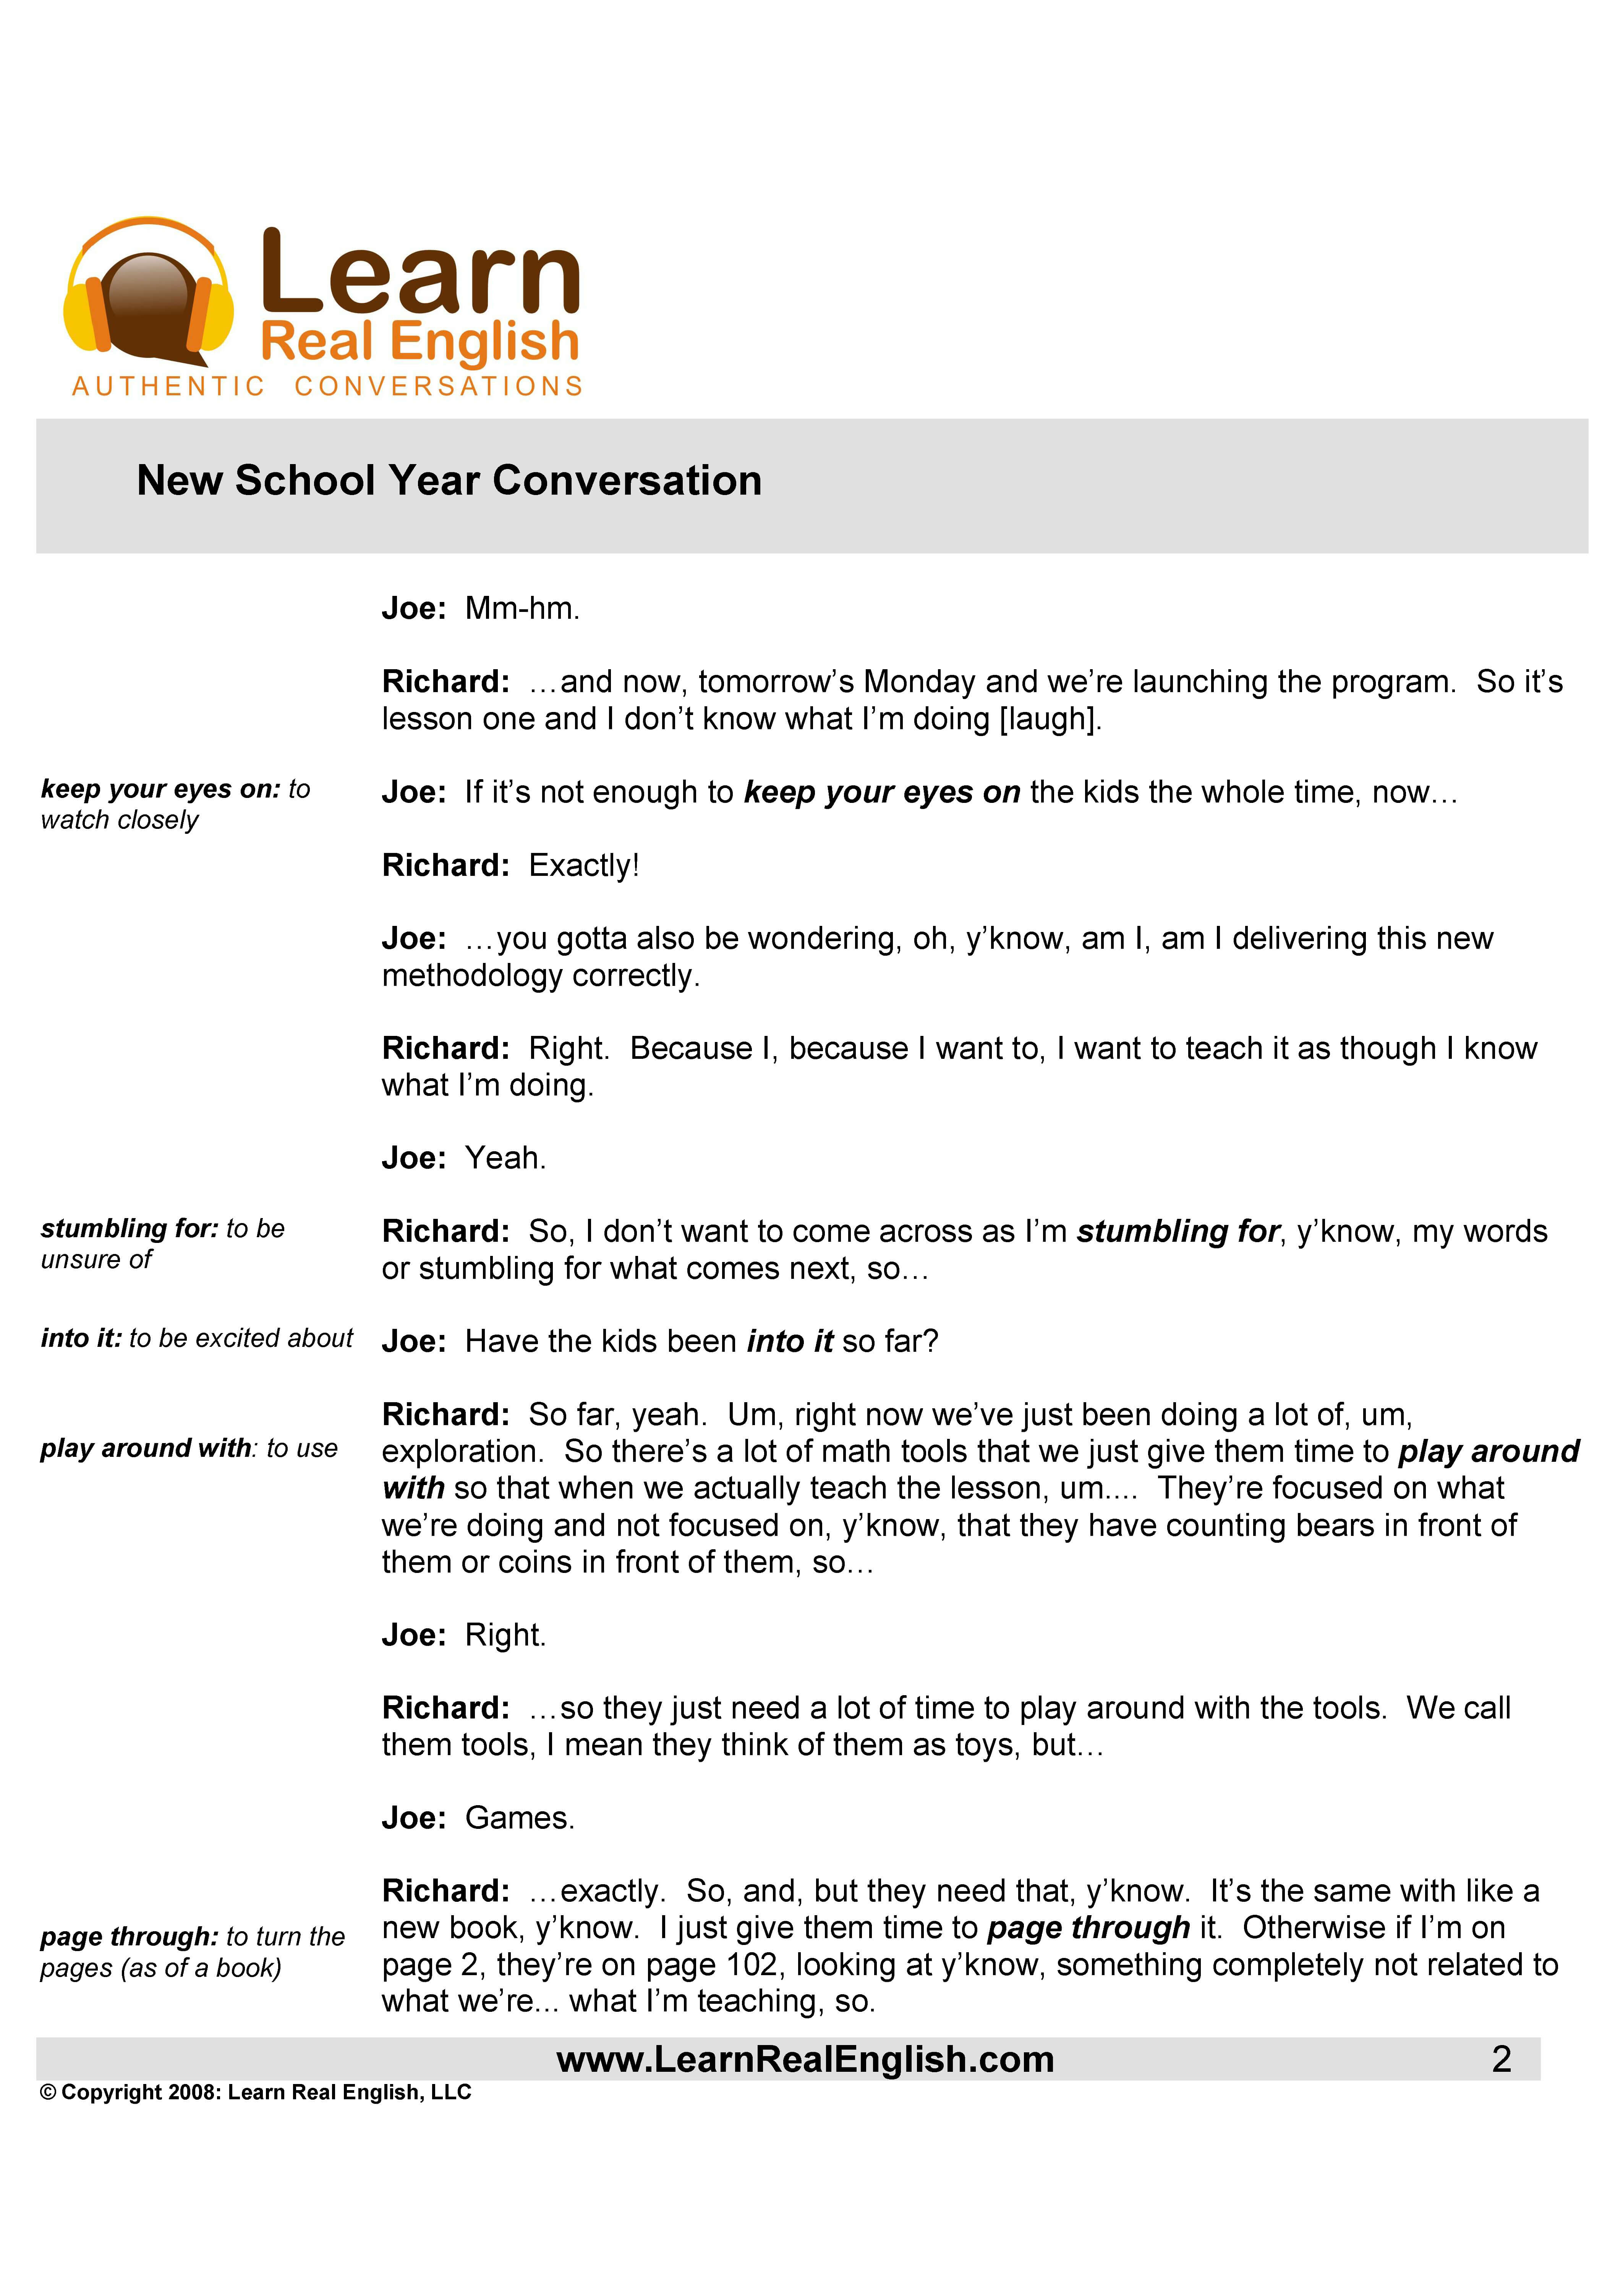 Learn
Real English
AUTHENTIC CONVERSATIONS
New School Year Conversation
Joe: Mm-hm.
Richard: …and now, tomorrow’s Monday and we’re launching the program. So it’s
lesson one and I don’t know what I’m doing [laugh].
keep your eyes on: to
watch closely
Joe: If it’s not enough to keep your eyes on the kids the whole time, now…
Richard: Exactly!
Joe: …you gotta also be wondering, oh, y’know, am I, am I delivering this new
methodology correctly.
Richard: Right. Because I, because I want to, I want to teach it as though I know
what I’m doing.
Joe: Yeah.
stumbling for: to be
unsure of
Richard: So, I don’t want to come across as I’m stumbling for, y’know, my words
or stumbling for what comes next, so…
into it: to be excited about
Joe: Have the kids been into it so far?
play around with: to use
Richard: So far, yeah. Um, right now we’ve just been doing a lot of, um,
exploration. So there’s a lot of math tools that we just give them time to play around
with so that when we actually teach the lesson, um.... They’re focused on what
we’re doing and not focused on, y’know, that they have counting bears in front of
them or coins in front of them, so…
Joe: Right.
Richard: …so they just need a lot of time to play around with the tools. We call
them tools, I mean they think of them as toys, but…
Joe: Games.
page through: to turn the
pages (as of a book)
Richard: …exactly. So, and, but they need that, y’know. It’s the same with like a
new book, y’know. I just give them time to page through it. Otherwise if I’m on
page 2, they’re on page 102, looking at y’know, something completely not related to
what we’re... what I’m teaching, so.
www.LearnRealEnglish.com 2
© Copyright 2008: Learn Real English, LLC